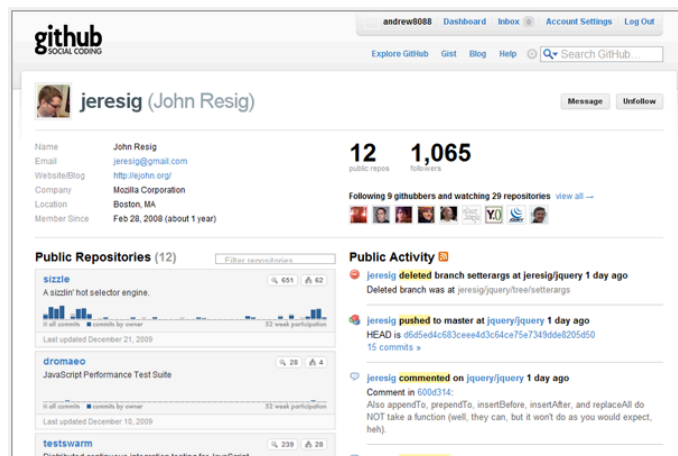 github
SOCIAL CODING
andrew8088 Dashboard Inbox 0 Account Settings Log Out
Explore GitHub Gist Blog Help Search GitHub...
jeresig (John Resig)
Message Unfollow
Name John Resig
Email jeresig@gmail.com
Website/Blog http://ejohn.org/
Company Mozilla Corporation
Location Boston, MA
Member Since Feb 28, 2008 (about 1 year)
12 public repos
1,065 followers
Following 9 githubbers and watching 29 repositories view all →
Public Repositories (12) Filter repositories
sizzle 651 62
A sizzlin' hot selector engine.
all commits commits by owner 52 week participation
Last updated December 21, 2009
dromaeo 28 4
JavaScript Performance Test Suite
all commits commits by owner 52 week participation
Last updated December 10, 2009
testswarm 239 28
Distributed continuous integration testing for JavaScript
Public Activity
jeresig deleted branch setterargs at jeresig/jquery 1 day ago
Deleted branch was at jeresig/jquery/tree/setterargs
jeresig pushed to master at jquery/jquery 1 day ago
HEAD is d6d5ed4c683ceee4d3c64ce75e7349dde8205d50
15 commits »
jeresig commented on jquery/jquery 1 day ago
Comment in 600d314:
Also appendTo, prependTo, insertBefore, insertAfter, and replaceAll do
NOT take a function (well, they can, but it won't do as you would expect,
heh).